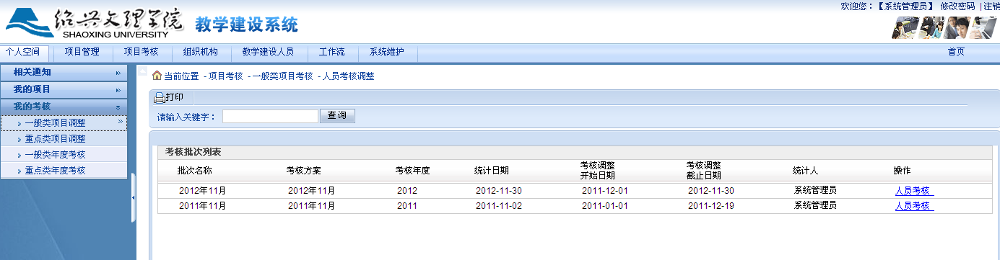 欢迎您：【系统管理员】 修改密码 |注销
绍兴文理学院
SHAOXING UNIVERSITY
教学建设系统
个人空间 项目管理 项目考核 组织机构 教学建设人员 工作流 系统维护 首页
相关通知
我的项目
我的考核
一般类项目调整
重点类项目调整
一般类年度考核
重点类年度考核
当前位置 - 项目考核 - 一般类项目考核 - 人员考核调整
打印
请输入关键字： 查询
考核批次列表
批次名称 考核方案 考核年度 统计日期 考核调整开始日期 考核调整截止日期 统计人 操作
2012年11月 2012年11月 2012 2012-11-30 2011-12-01 2012-11-30 系统管理员 人员考核
2011年11月 2011年11月 2011 2011-11-02 2011-01-01 2011-12-19 系统管理员 人员考核